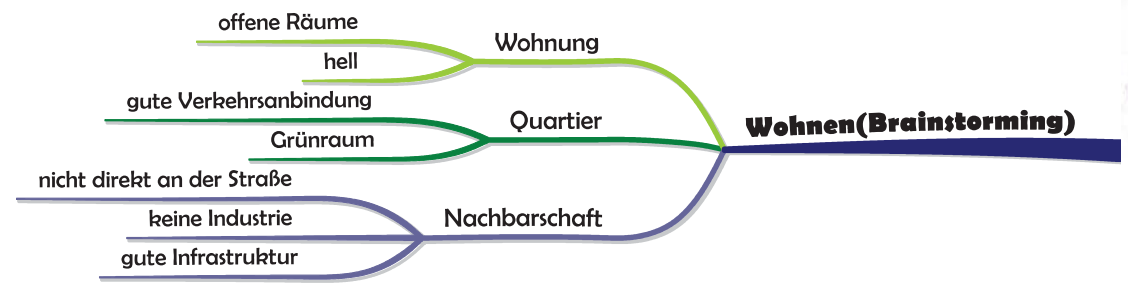 offene Räume
Wohnung
hell
gute Verkehrsanbindung
Quartier
Wohnen(Brainstorming)
Grünraum
nicht direkt an der Straße
keine Industrie
Nachbarschaft
gute Infrastruktur